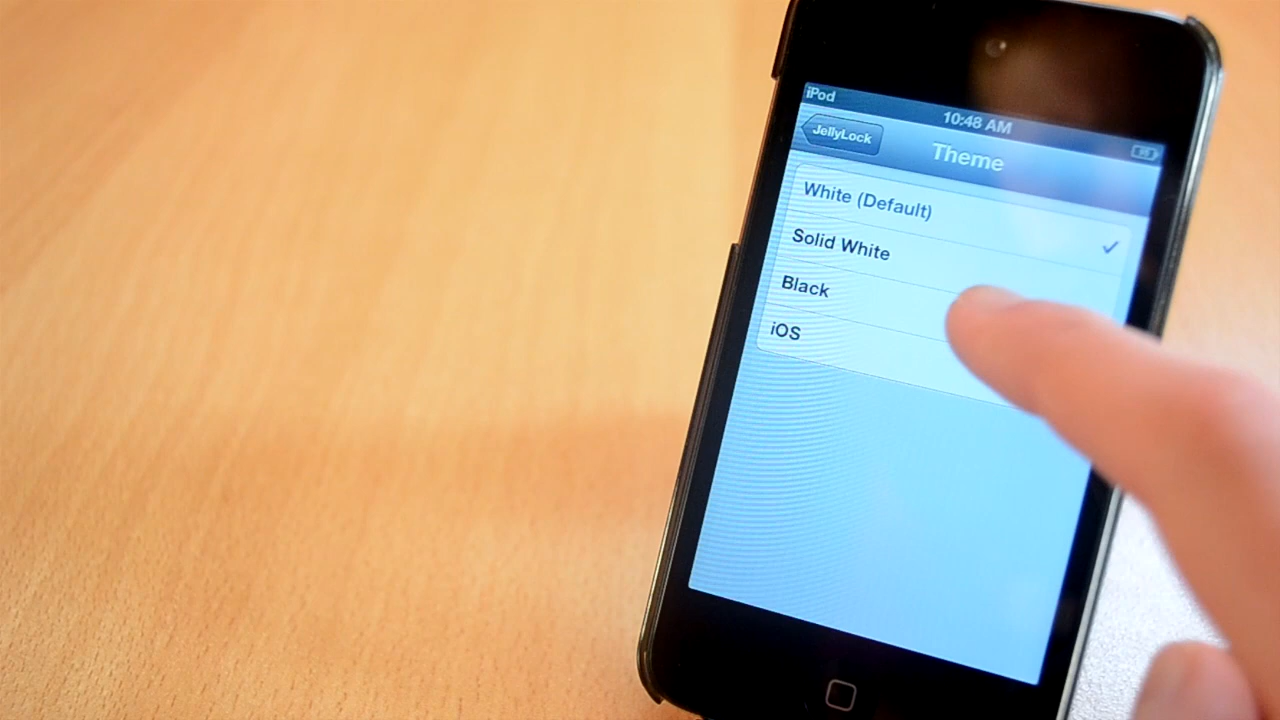 iPod
10:48 AM
JellyLock
Theme
White (Default)
Solid White
Black
iOS